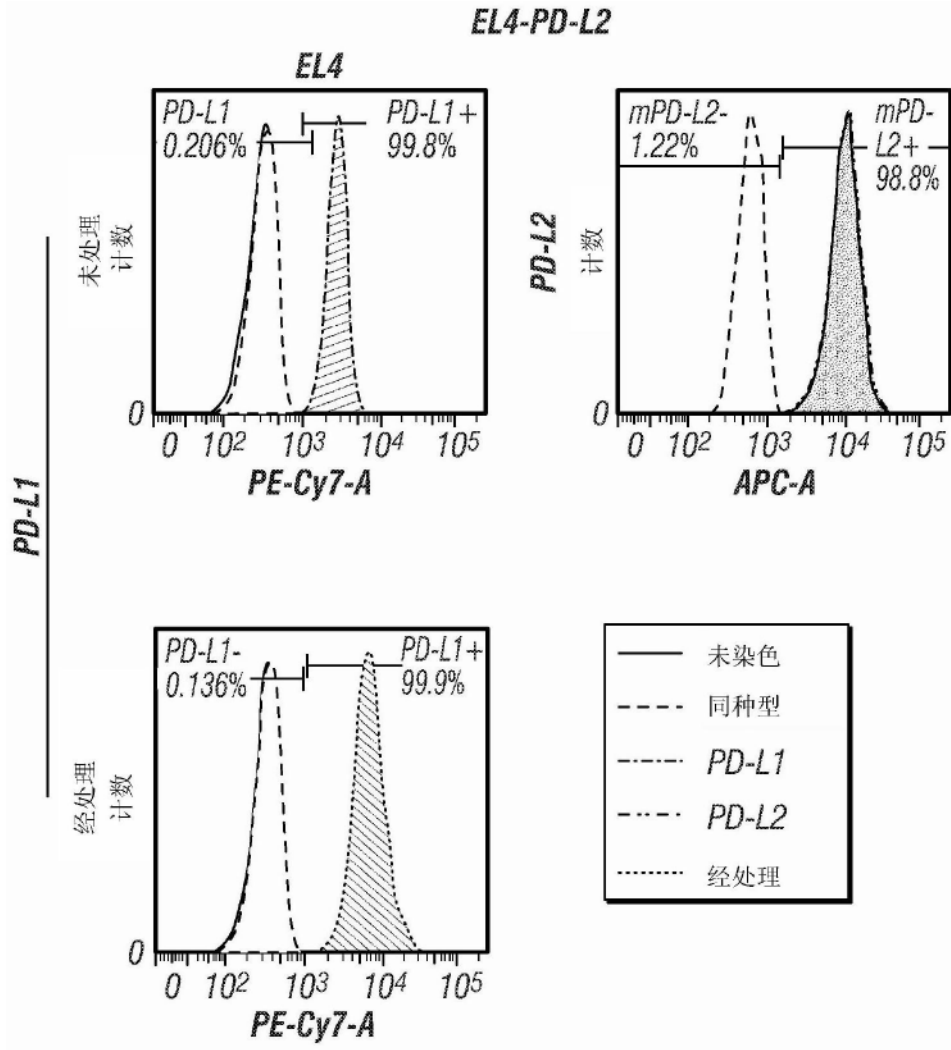 EL4-PD-L2
EL4
PD-L1
0.206%
PD-L1+
99.8%
未处理
计数
0
0 10² 10³ 10⁴ 10⁵
PE-Cy7-A
mPD-L2-
1.22%
mPD-
L2+
98.8%
PD-L2
计数
0
0 10² 10³ 10⁴ 10⁵
APC-A
PD-L1
PD-L1-
0.136%
PD-L1+
99.9%
经处理
计数
0
0 10² 10³ 10⁴ 10⁵
PE-Cy7-A
未染色
同种型
PD-L1
PD-L2
经处理